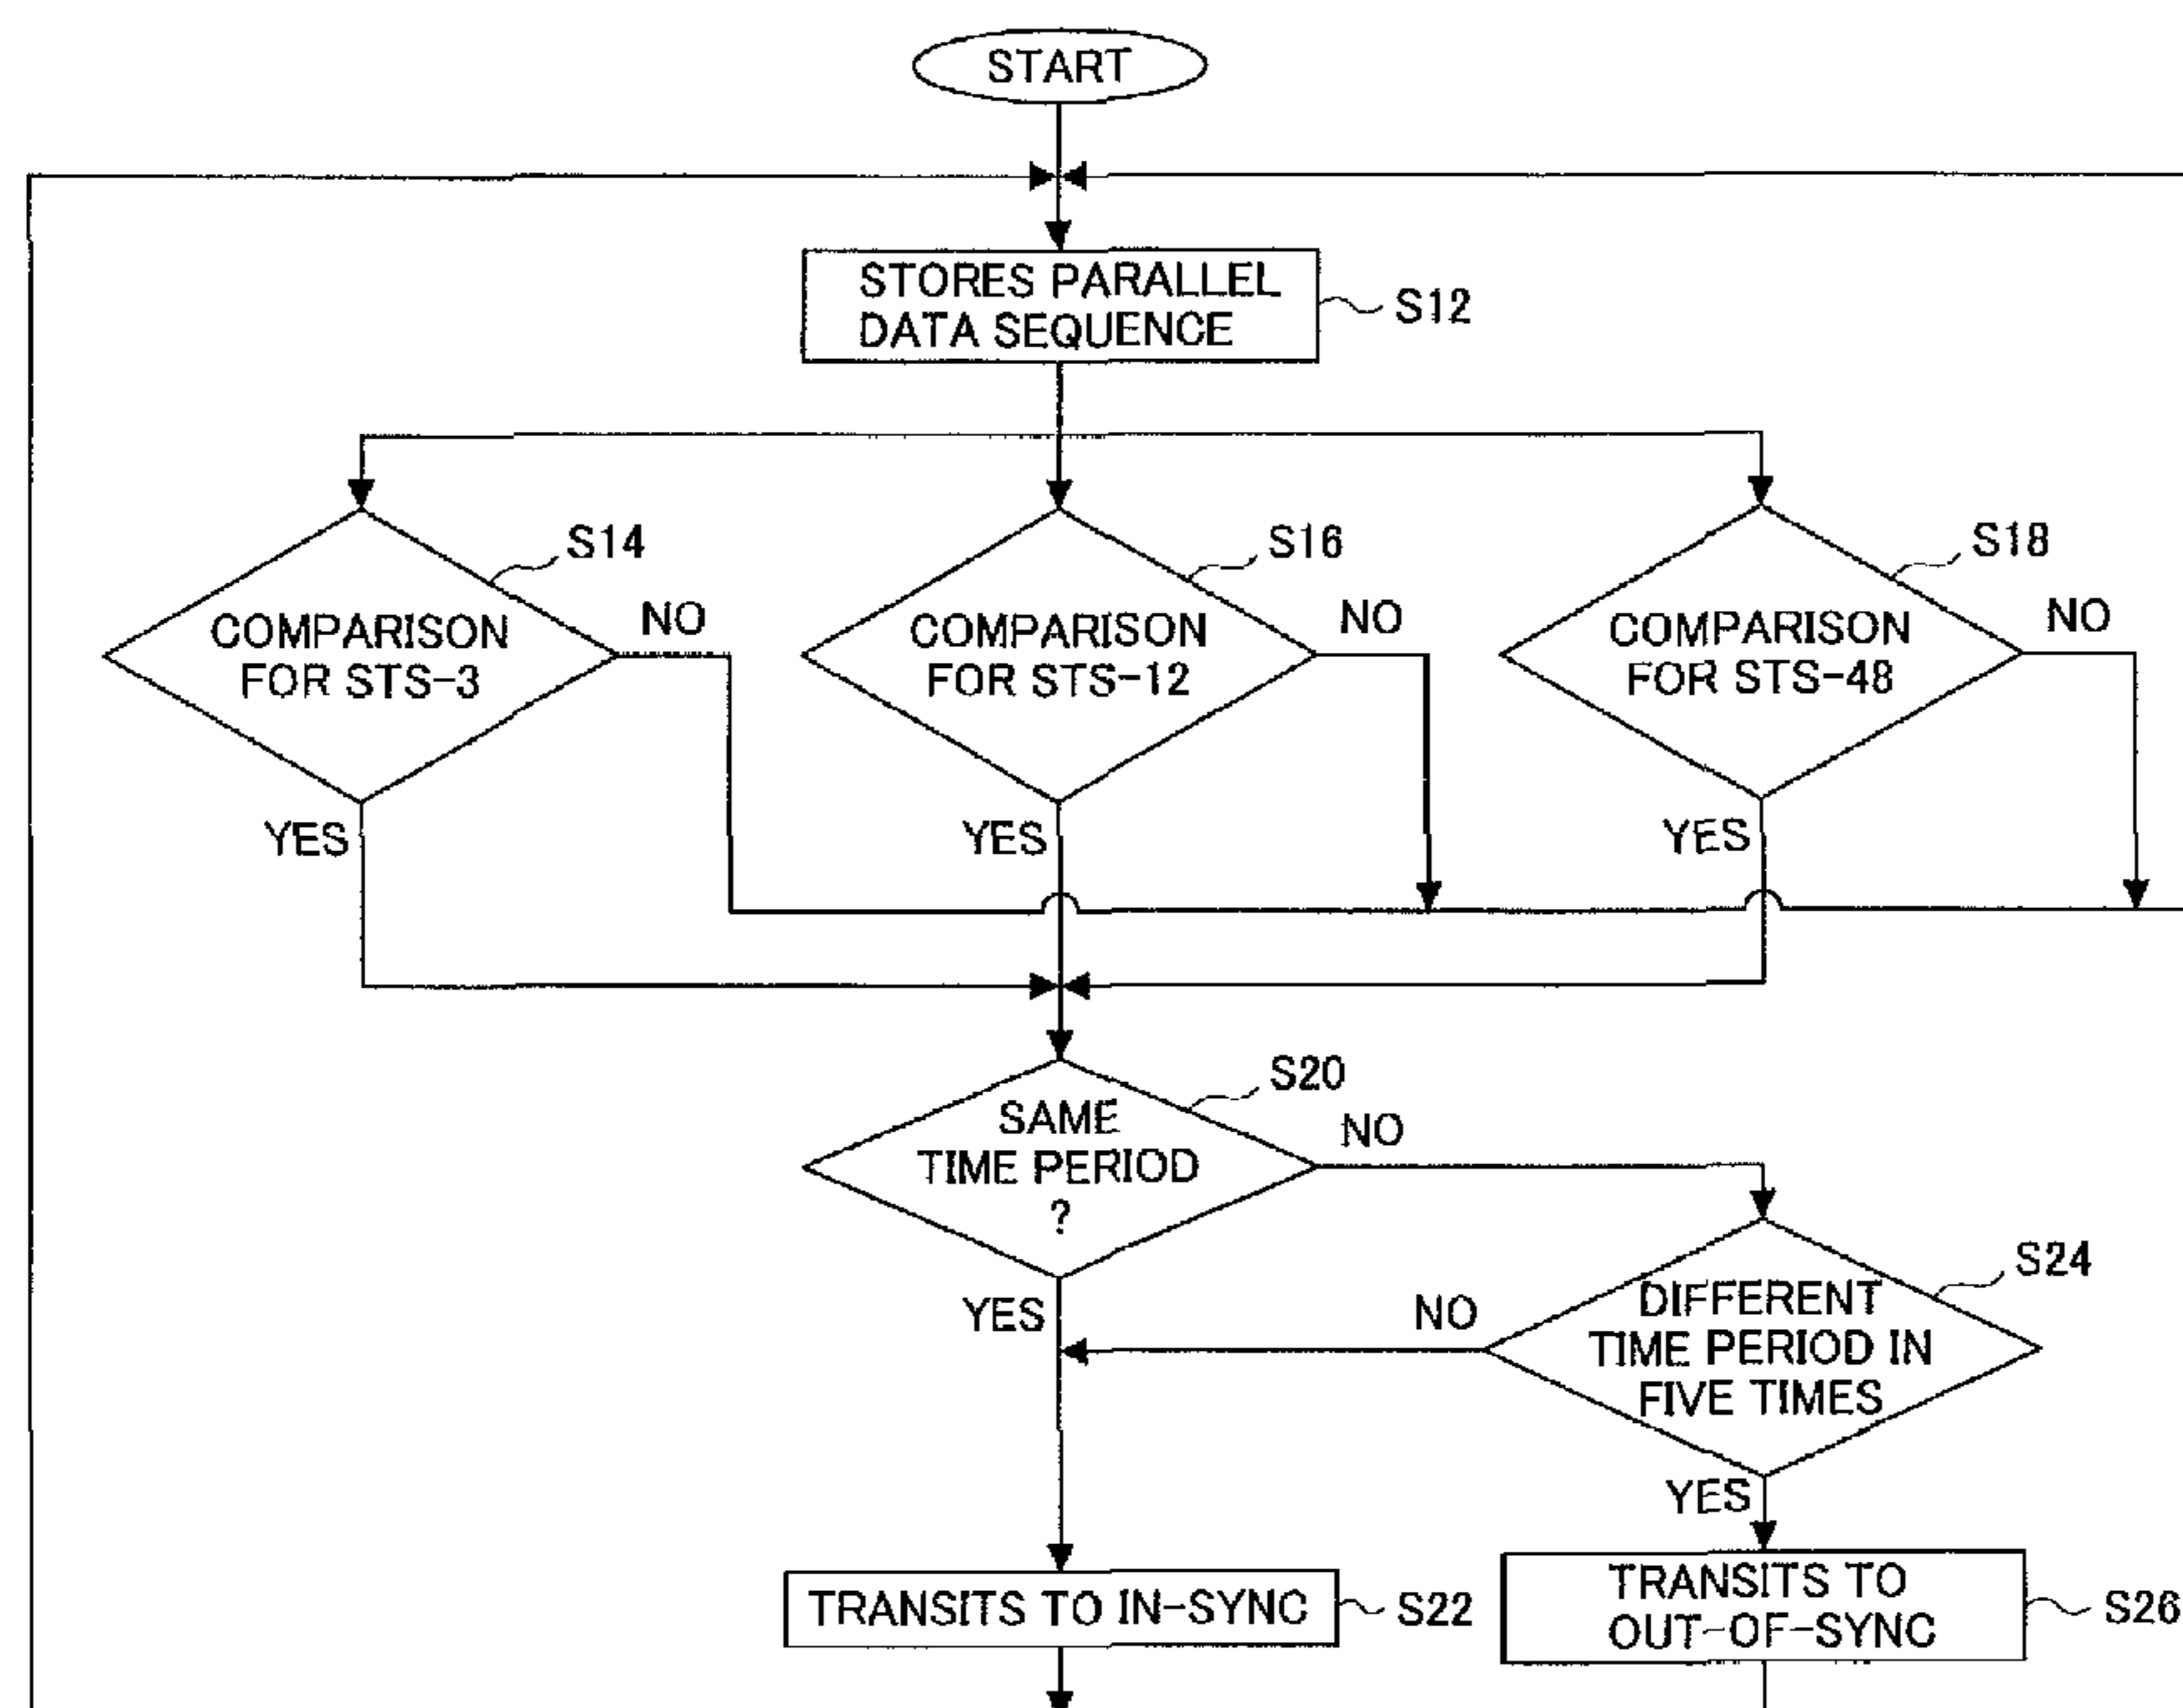 START
STORES PARALLEL
DATA SEQUENCE
S12
S14
S16
S18
COMPARISON
FOR STS-3
NO
COMPARISON
FOR STS-12
NO
COMPARISON
FOR STS-48
NO
YES
YES
YES
S20
SAME
TIME PERIOD
?
NO
S24
YES
NO
DIFFERENT
TIME PERIOD IN
FIVE TIMES
YES
TRANSITS TO IN-SYNC
S22
TRANSITS TO
OUT-OF-SYNC
S26